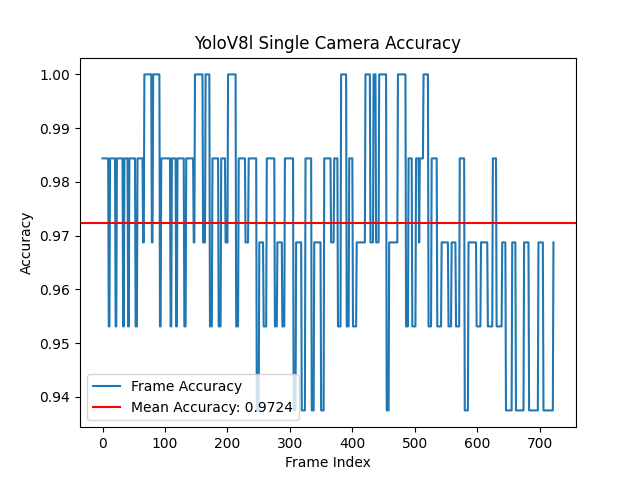 YoloV8l Single Camera Accuracy
1.00
0.99
0.98
0.97
0.96
0.95
0.94
Accuracy
Frame Accuracy
Mean Accuracy: 0.9724
0 100 200 300 400 500 600 700
Frame Index